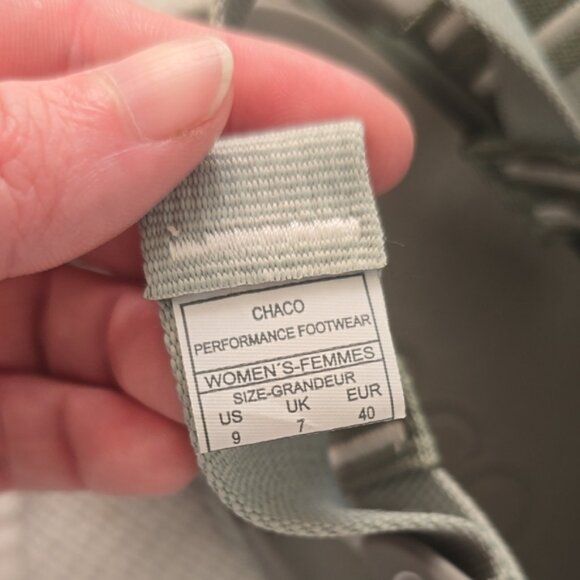 CHACO
PERFORMANCE FOOTWEAR
WOMEN´S-FEMMES
SIZE-GRANDEUR
US UK EUR
9 7 40